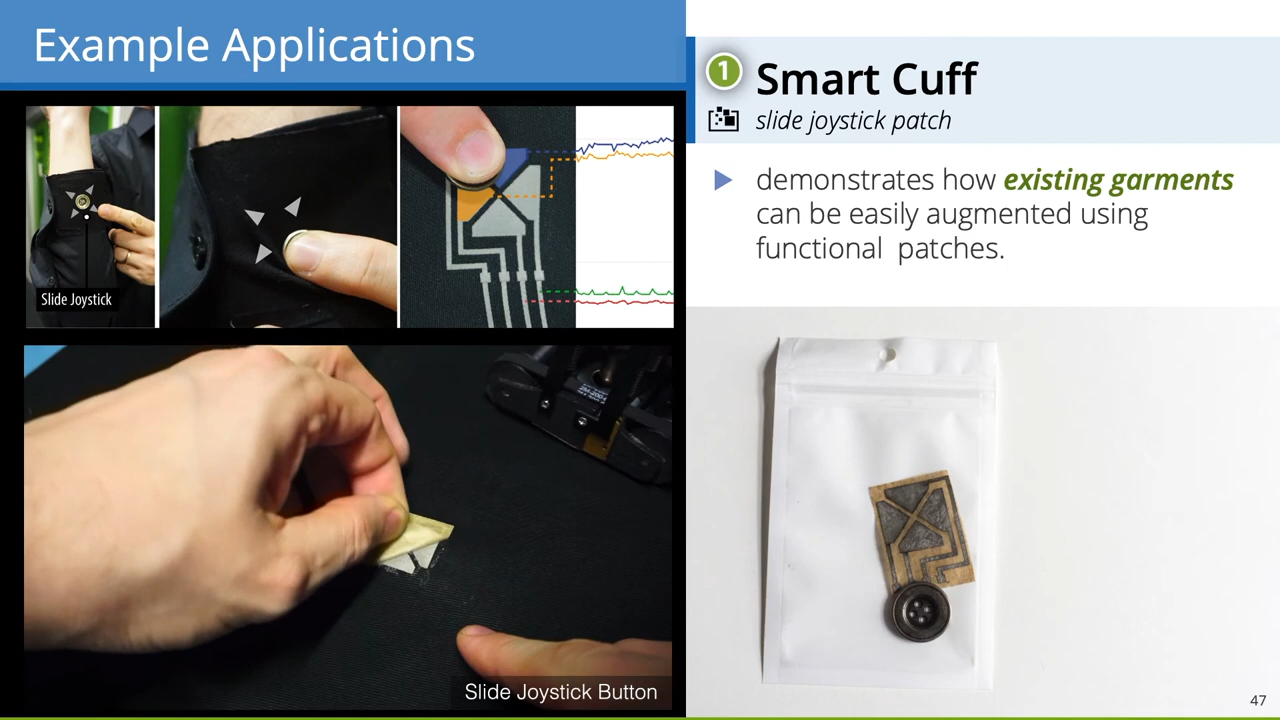 Example Applications
1
Smart Cuff
slide joystick patch
demonstrates how existing garments
can be easily augmented using
functional patches.
Slide Joystick
Slide Joystick Button
47